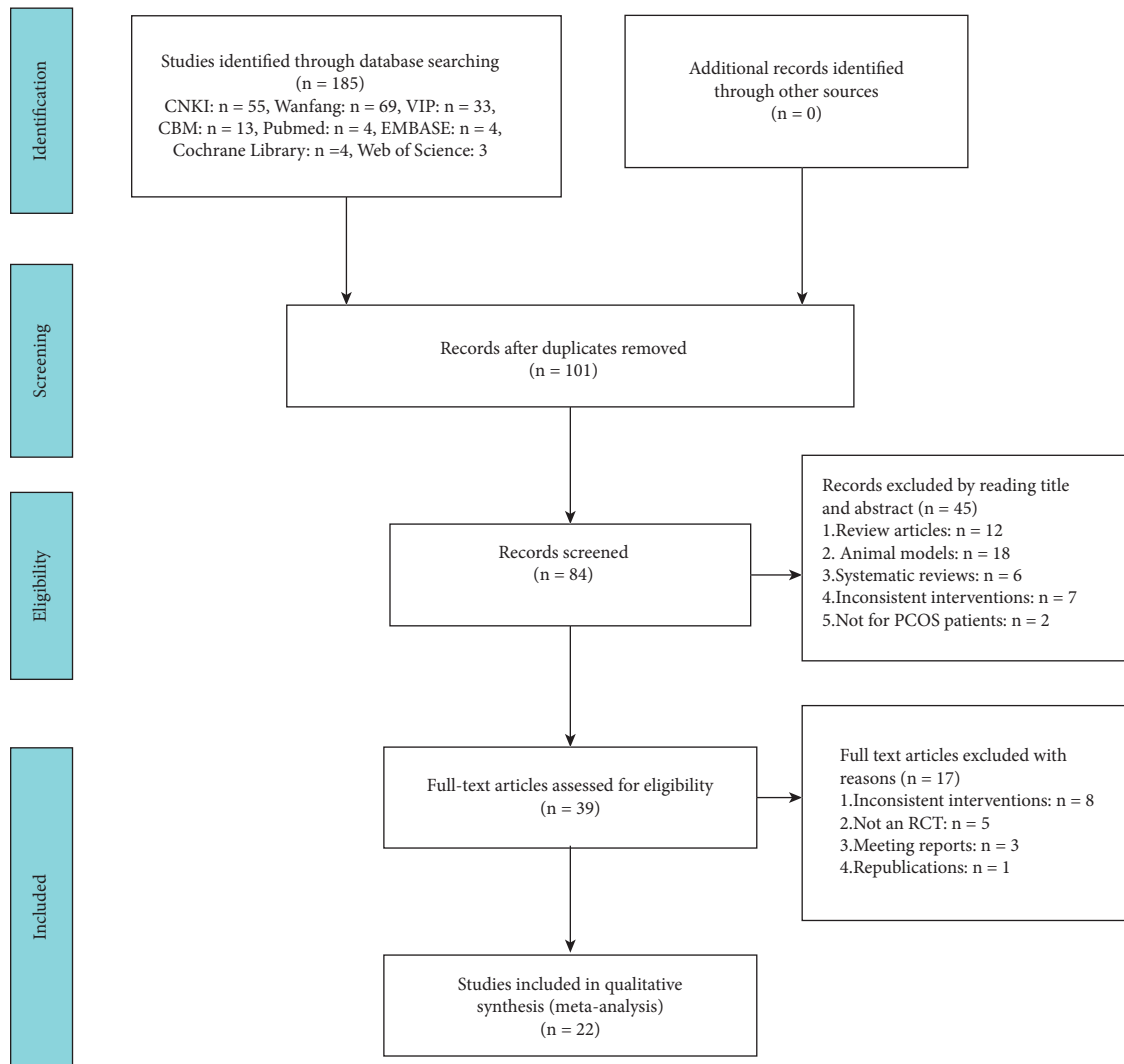 Identification
Studies identified through database searching
(n = 185)
CNKI: n = 55, Wanfang: n = 69, VIP: n = 33,
CBM: n = 13, Pubmed: n = 4, EMBASE: n = 4,
Cochrane Library: n =4, Web of Science: 3
Additional records identified
through other sources
(n = 0)
Screening
Records after duplicates removed
(n = 101)
Eligibility
Records screened
(n = 84)
Records excluded by reading title
and abstract (n = 45)
1.Review articles: n = 12
2. Animal models: n = 18
3.Systematic reviews: n = 6
4.Inconsistent interventions: n = 7
5.Not for PCOS patients: n = 2
Included
Full-text articles assessed for eligibility
(n = 39)
Full text articles excluded with
reasons (n = 17)
1.Inconsistent interventions: n = 8
2.Not an RCT: n = 5
3.Meeting reports: n = 3
4.Republications: n = 1
Studies included in qualitative
synthesis (meta-analysis)
(n = 22)